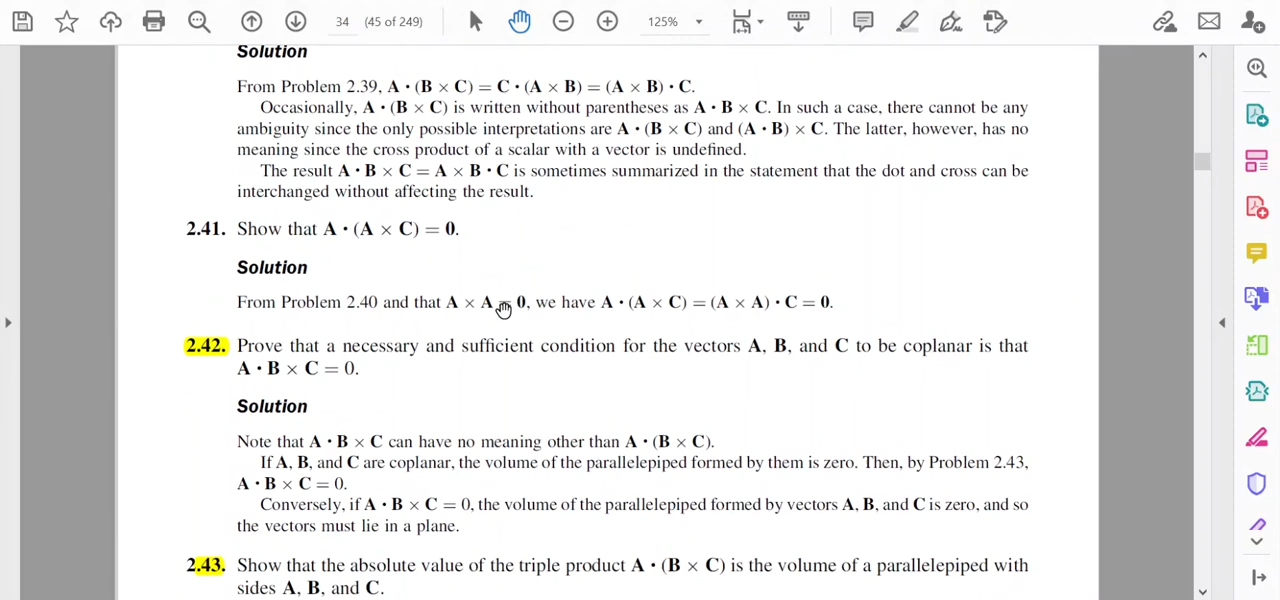 34 (45 of 249) 125%
Solution
From Problem 2.39, A · (B × C) = C · (A × B) = (A × B) · C.
Occasionally, A · (B × C) is written without parentheses as A · B × C. In such a case, there cannot be any
ambiguity since the only possible interpretations are A · (B × C) and (A · B) × C. The latter, however, has no
meaning since the cross product of a scalar with a vector is undefined.
The result A · B × C = A × B · C is sometimes summarized in the statement that the dot and cross can be
interchanged without affecting the result.
2.41. Show that A · (A × C) = 0.
Solution
From Problem 2.40 and that A × A = 0, we have A · (A × C) = (A × A) · C = 0.
2.42. Prove that a necessary and sufficient condition for the vectors A, B, and C to be coplanar is that
A · B × C = 0.
Solution
Note that A · B × C can have no meaning other than A · (B × C).
If A, B, and C are coplanar, the volume of the parallelepiped formed by them is zero. Then, by Problem 2.43,
A · B × C = 0.
Conversely, if A · B × C = 0, the volume of the parallelepiped formed by vectors A, B, and C is zero, and so
the vectors must lie in a plane.
2.43. Show that the absolute value of the triple product A · (B × C) is the volume of a parallelepiped with
sides A, B, and C.